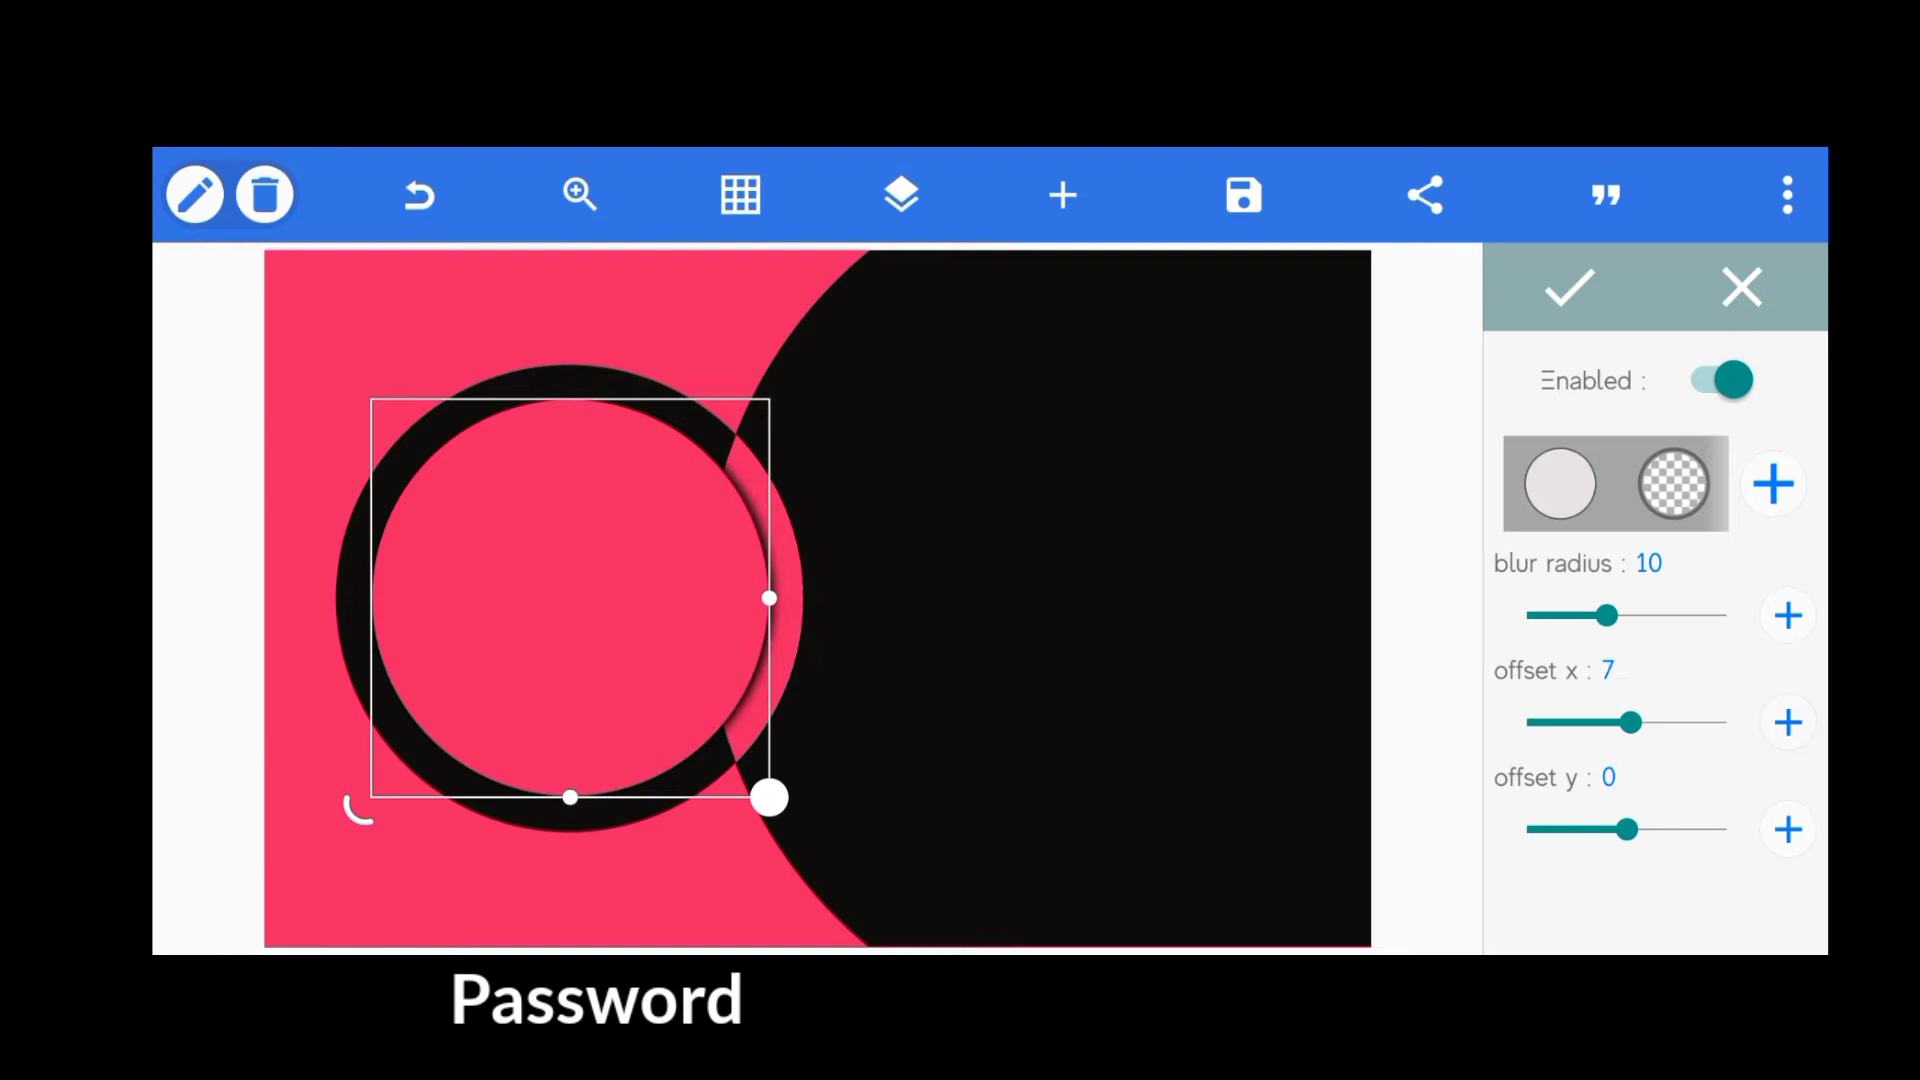 Enabled :
blur radius : 10
offset x : 7
offset y : 0
Password